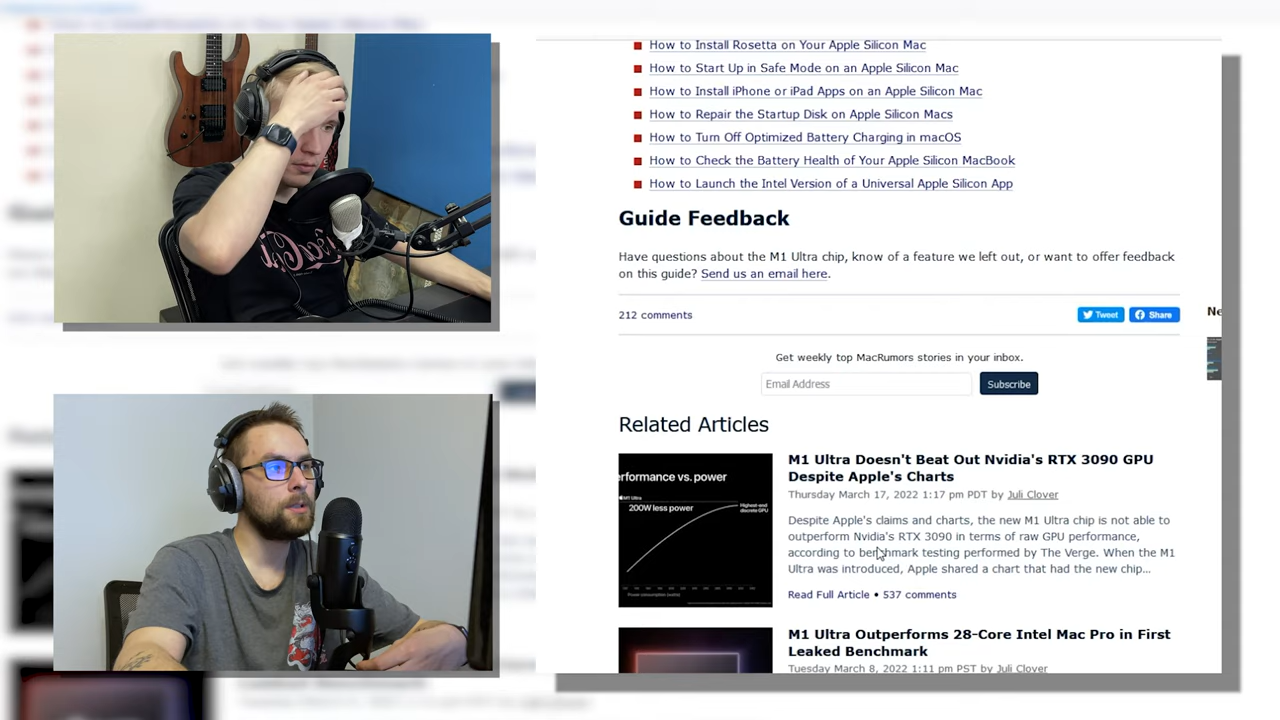 How to Install Rosetta on Your Apple Silicon Mac
How to Start Up in Safe Mode on an Apple Silicon Mac
How to Install iPhone or iPad Apps on an Apple Silicon Mac
How to Repair the Startup Disk on Apple Silicon Macs
How to Turn Off Optimized Battery Charging in macOS
How to Check the Battery Health of Your Apple Silicon MacBook
How to Launch the Intel Version of a Universal Apple Silicon App
Guide Feedback
Have questions about the M1 Ultra chip, know of a feature we left out, or want to offer feedback
on this guide? Send us an email here.
212 comments
Tweet
Share
Ne
Get weekly top MacRumors stories in your inbox.
Email Address
Subscribe
Related Articles
erformance vs. power
M1 Ultra
200W less power
Highest-end
discrete GPU
Power consumption (watts)
M1 Ultra Doesn't Beat Out Nvidia's RTX 3090 GPU
Despite Apple's Charts
Thursday March 17, 2022 1:17 pm PDT by Juli Clover
Despite Apple's claims and charts, the new M1 Ultra chip is not able to
outperform Nvidia's RTX 3090 in terms of raw GPU performance,
according to benchmark testing performed by The Verge. When the M1
Ultra was introduced, Apple shared a chart that had the new chip...
Read Full Article • 537 comments
M1 Ultra Outperforms 28-Core Intel Mac Pro in First
Leaked Benchmark
Tuesday March 8, 2022 1:11 pm PST by Juli Clover